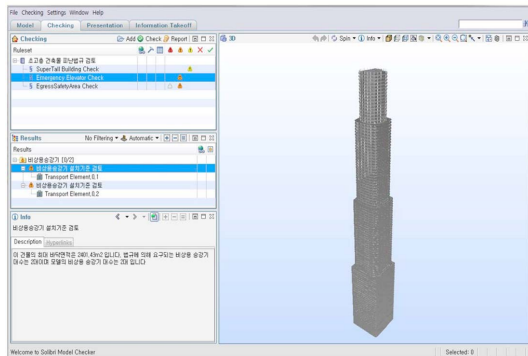 File Checking Settings Window Help
Model Checking Presentation Information Takeoff
Checking Add Check Report
Ruleset
초고층 건축물 피난법규 검토
§ SuperTall Building Check
§ Emergency Elevator Check
§ EgressSafetyArea Check
Results No Filtering Automatic
Results
비상용승강기 [0/2]
비상용승강기 설치기준 검토
Transport Element.0.1
비상용승강기 설치기준 검토
Transport Element.0.2
Info
비상용승강기 설치기준 검토
Description Hyperlinks
이 건물의 최대 바닥면적은 2401.43m2 입니다. 법규에 의해 요구되는 비상용 승강기
대수는 2대이며 모델의 비상용 승강기 대수는 2대 입니다
3D Spin Info
Welcome to Solibri Model Checker Selected: 0